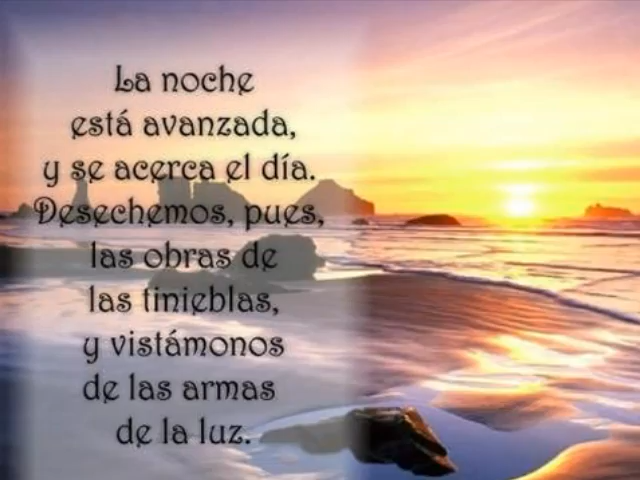 La noche
está avanzada,
y se acerca el día.
Desechemos, pues,
las obras de
las tinieblas,
y vistámonos
de las armas
de la luz.